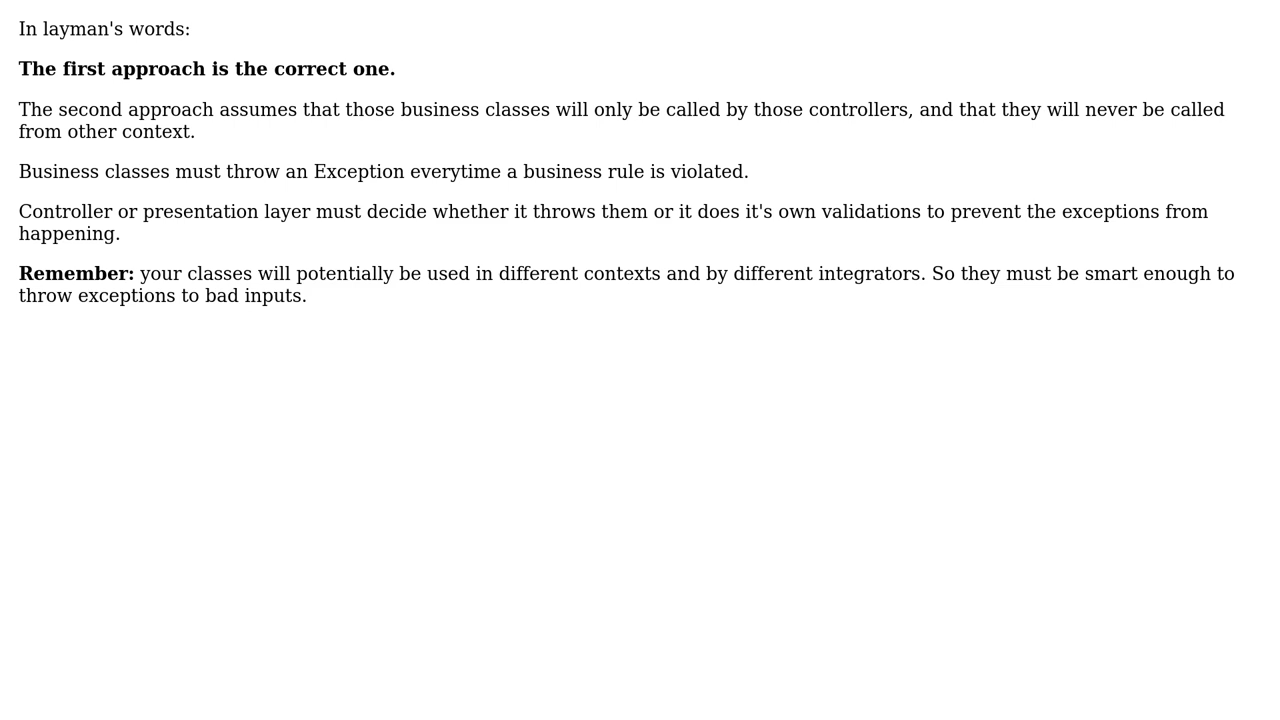 In layman's words:
The first approach is the correct one.
The second approach assumes that those business classes will only be called by those controllers, and that they will never be called
from other context.
Business classes must throw an Exception everytime a business rule is violated.
Controller or presentation layer must decide whether it throws them or it does it's own validations to prevent the exceptions from
happening.
Remember: your classes will potentially be used in different contexts and by different integrators. So they must be smart enough to
throw exceptions to bad inputs.